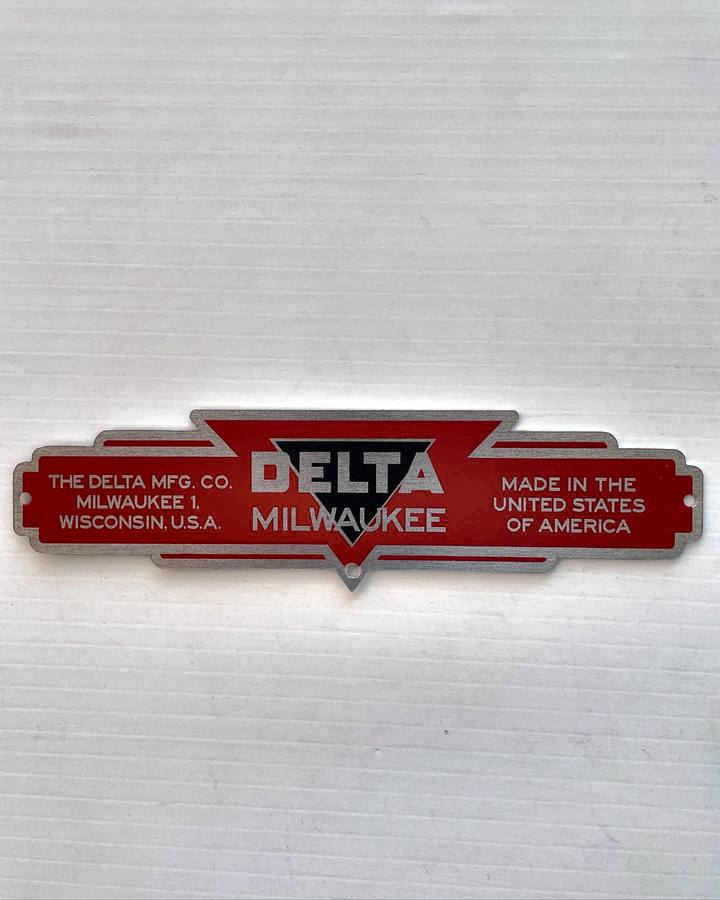 THE DELTA MFG. CO.
MILWAUKEE 1,
WISCONSIN, U.S.A.
DELTA
MILWAUKEE
MADE IN THE
UNITED STATES
OF AMERICA